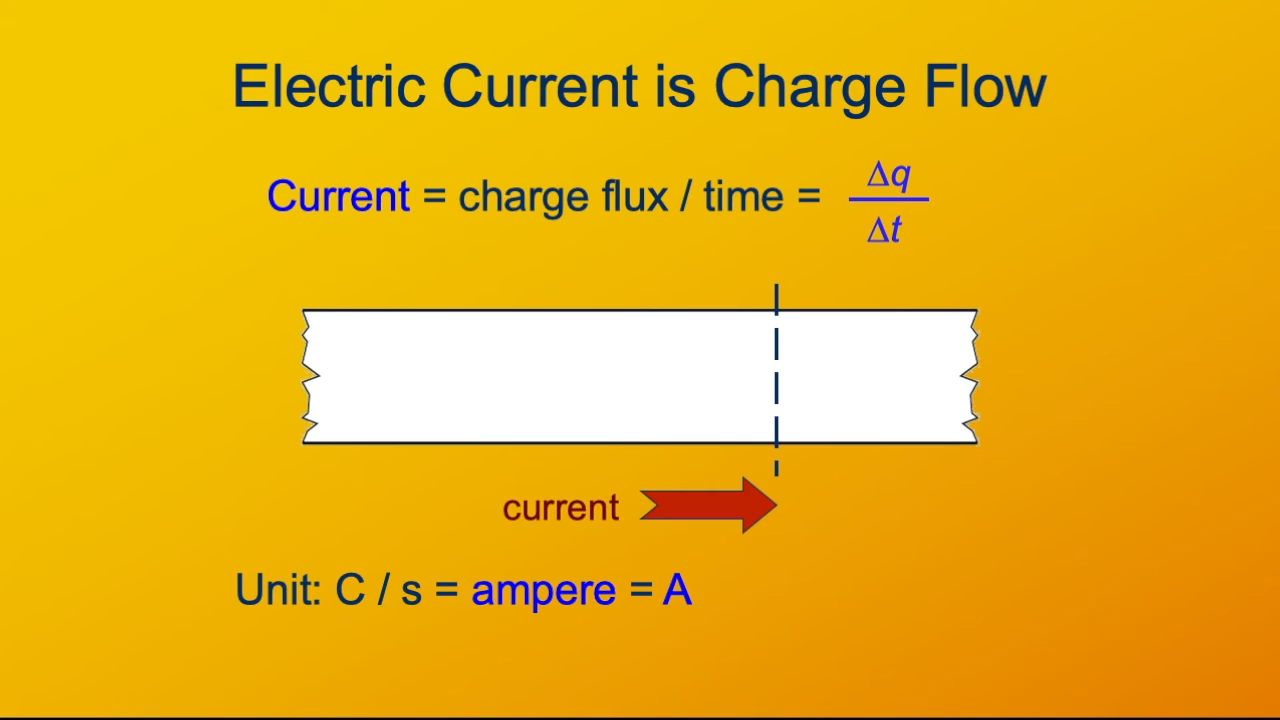 Electric Current is Charge Flow
Current = charge flux / time = Δq / Δt
current
Unit: C / s = ampere = A